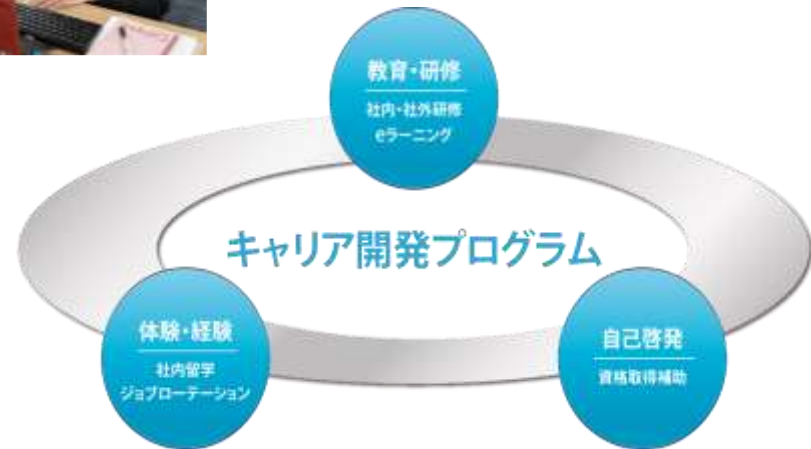 教育・研修
社内・社外研修
eラーニング
キャリア開発プログラム
体験・経験
社内留学
ジョブローテーション
自己啓発
資格取得補助